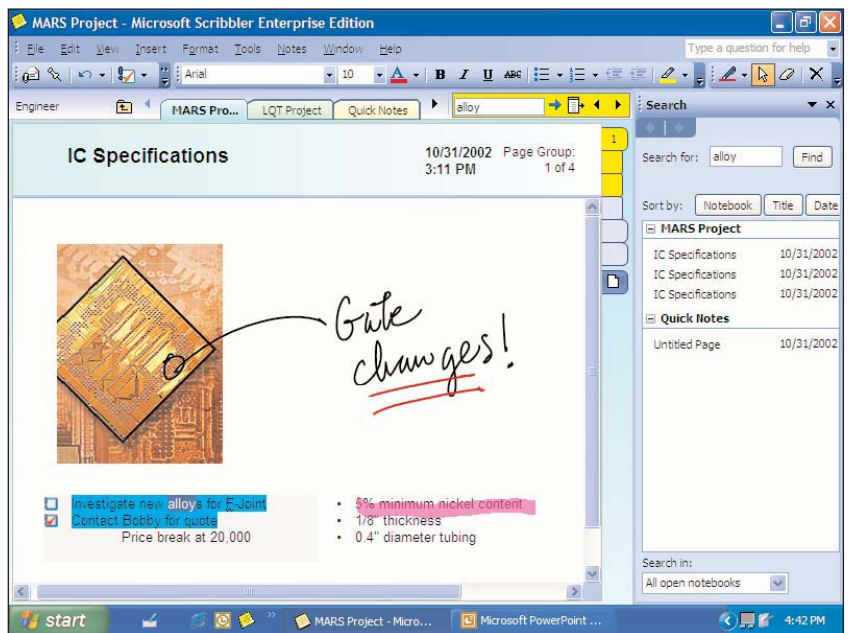 MARS Project - Microsoft Scribbler Enterprise Edition
File Edit View Insert Format Tools Notes Window Help
Type a question for help
Arial 10 A B I U ABC
Engineer MARS Pro... LQT Project Quick Notes alloy
Search
IC Specifications
10/31/2002
3:11 PM
Page Group:
1 of 4
1
Gate
changes!
Investigate new alloys for E-Joint
Contact Bobby for quote
Price break at 20,000
• 5% minimum nickel content
• 1/8" thickness
• 0.4" diameter tubing
Search for: alloy Find
Sort by: Notebook Title Date
MARS Project
IC Specifications 10/31/2002
IC Specifications 10/31/2002
IC Specifications 10/31/2002
Quick Notes
Untitled Page 10/31/2002
Search in:
All open notebooks
start MARS Project - Micro... Microsoft PowerPoint ... 4:42 PM